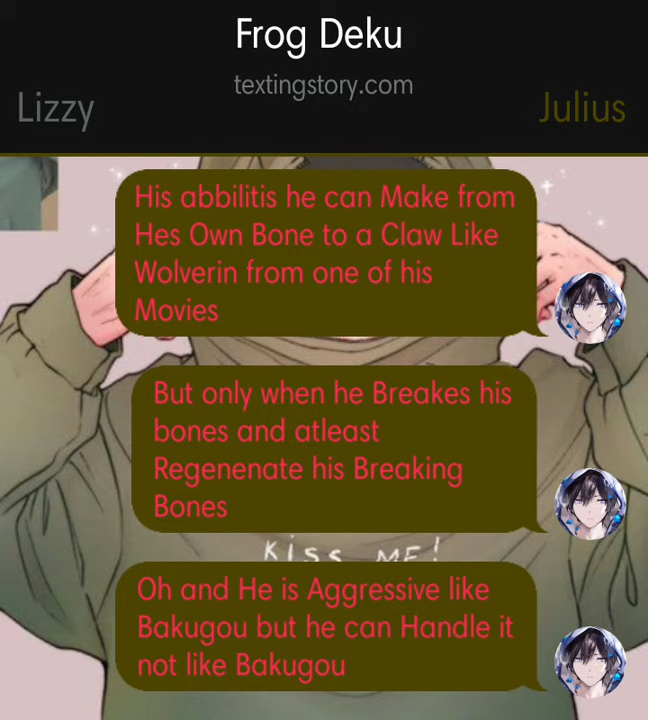 Frog Deku
textingstory.com
Lizzy
Julius
His abbilitis he can Make from
Hes Own Bone to a Claw Like
Wolverin from one of his
Movies
But only when he Breakes his
bones and atleast
Regenenate his Breaking
Bones
KISS ME!
Oh and He is Aggressive like
Bakugou but he can Handle it
not like Bakugou